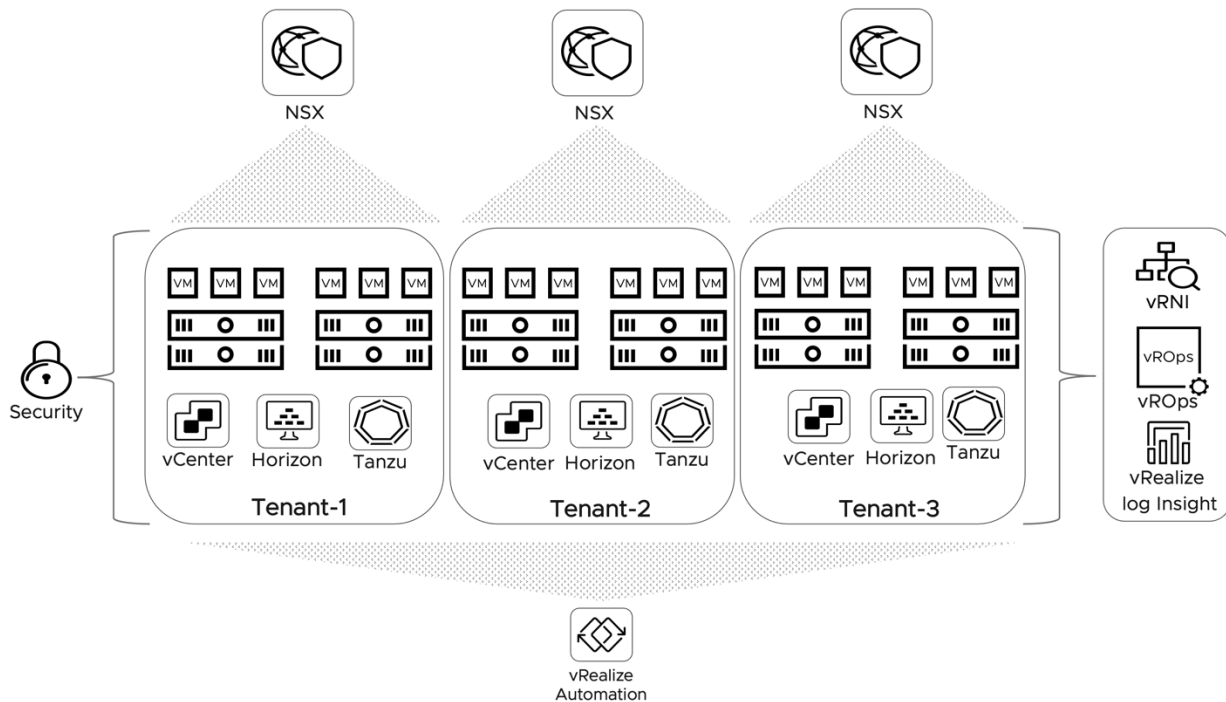 NSX NSX NSX
VM VM VM VM VM VM VM VM VM VM VM VM VM VM VM VM VM VM
vRNI
vROps
Security
vROps
vCenter Horizon Tanzu vCenter Horizon Tanzu vCenter Horizon Tanzu
vRealize
log Insight
Tenant-1 Tenant-2 Tenant-3
vRealize
Automation